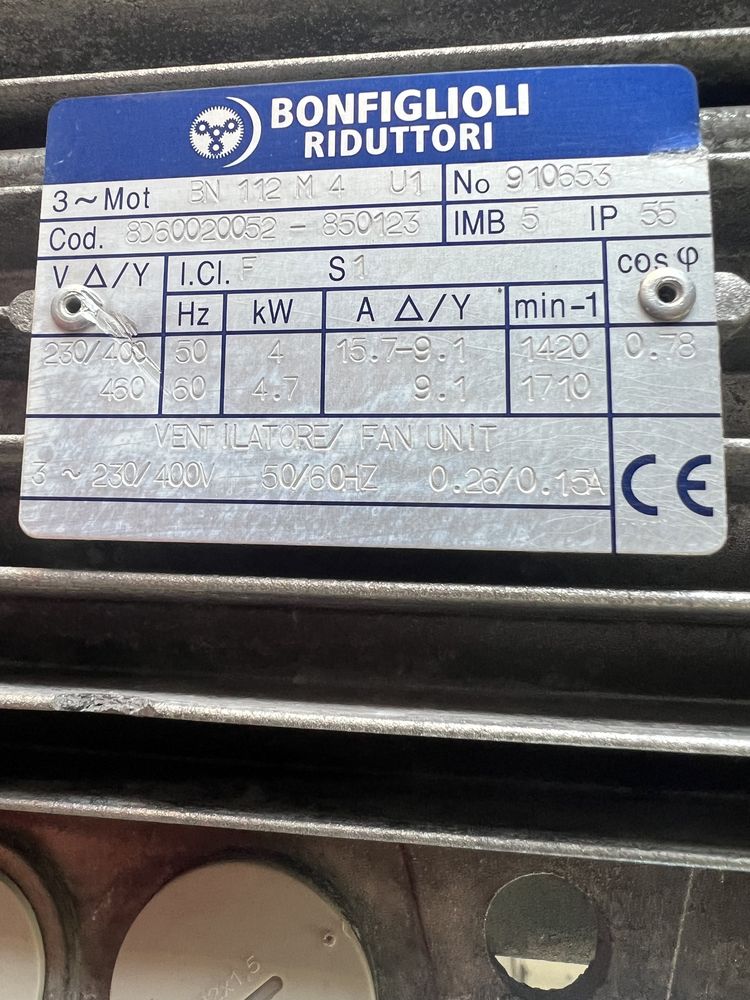 BONFIGLIOLI
RIDUTTORI
3~Mot BN 112 M 4 U1 No 910653
Cod. 8D60020052 - 850123 IMB 5 IP 55
V Δ/Y I.Cl. F S1 cos φ
Hz kW A Δ/Y min-1
230/400 50 4 15.7-9.1 1420 0.78
460 60 4.7 9.1 1710
VENTILATORE/ FAN UNIT
3 ~ 230/400V 50/60HZ 0.26/0.15A
CE
2x1.5